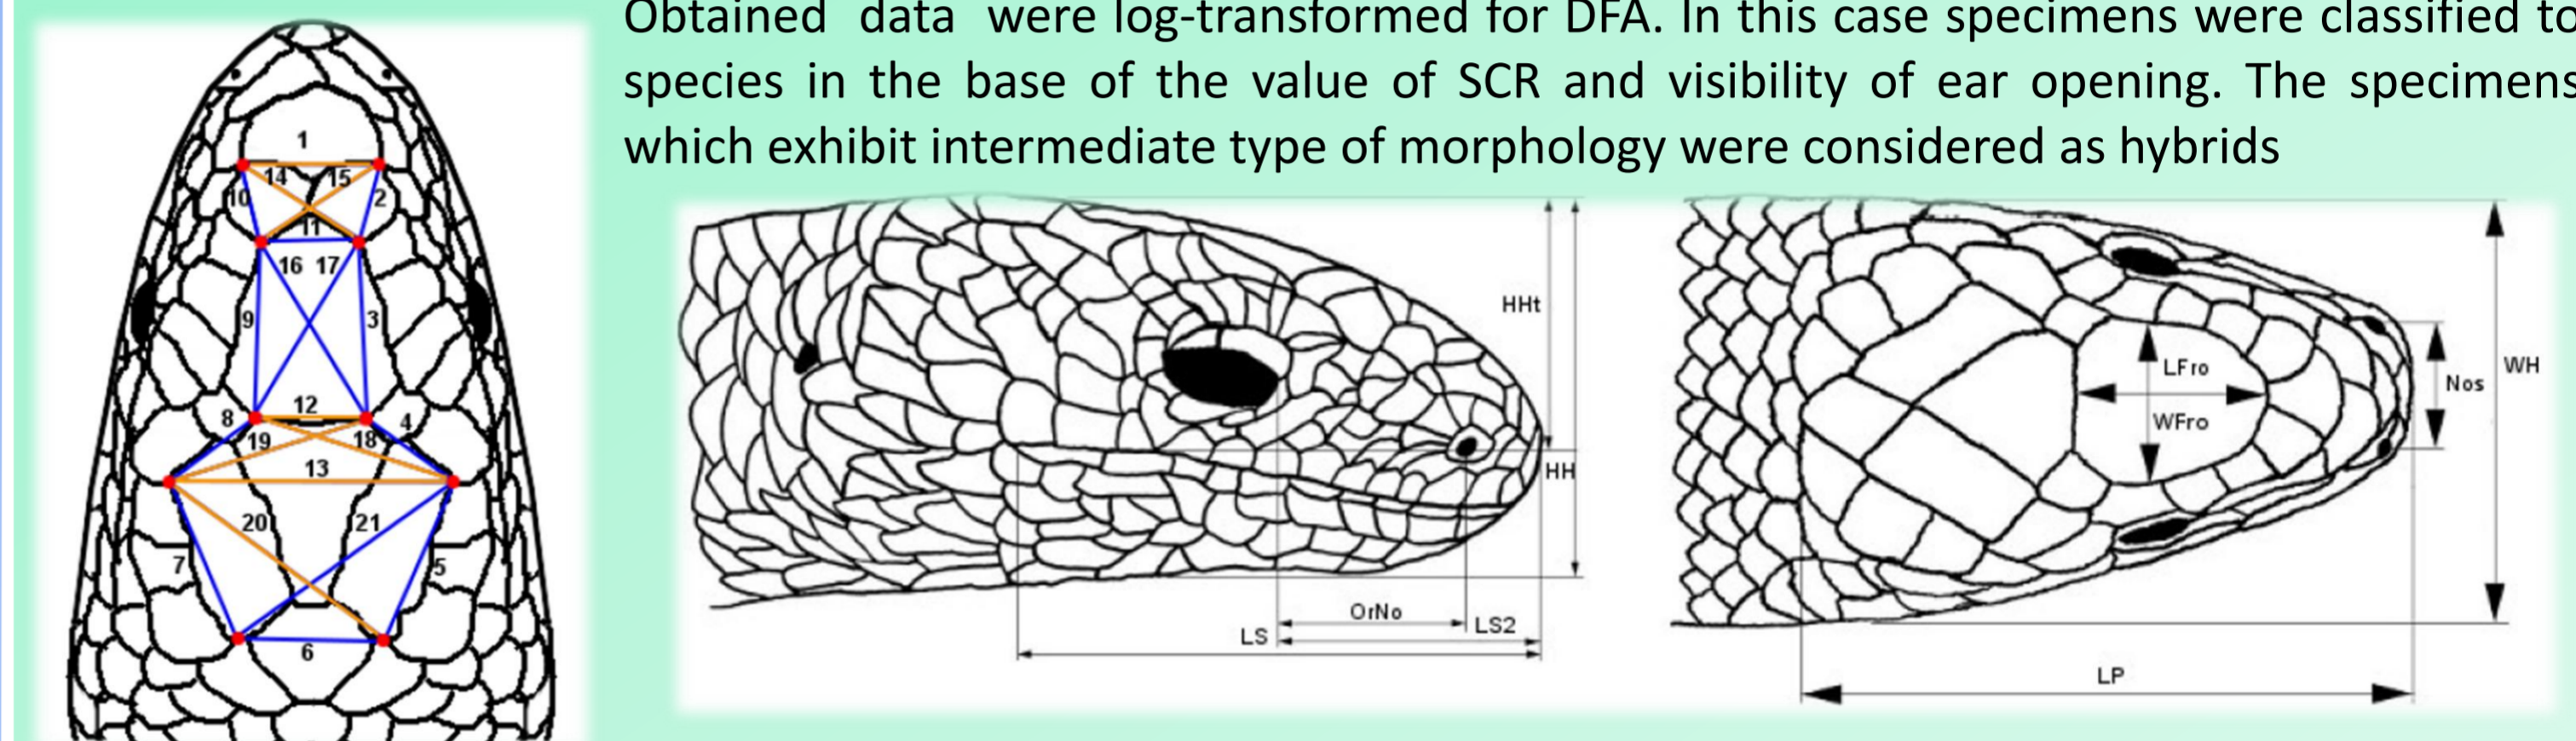 Obtained data were log-transformed for DFA. In this case specimens were classified to
species in the base of the value of SCR and visibility of ear opening. The specimens
which exhibit intermediate type of morphology were considered as hybrids
1
14 15
10 2
11
16 17
9 3
12
8 4
19 18
13
20 21
7 5
6
HHt
HH
OrNo
LS LS2
LFro
WFro
Nos
WH
LP